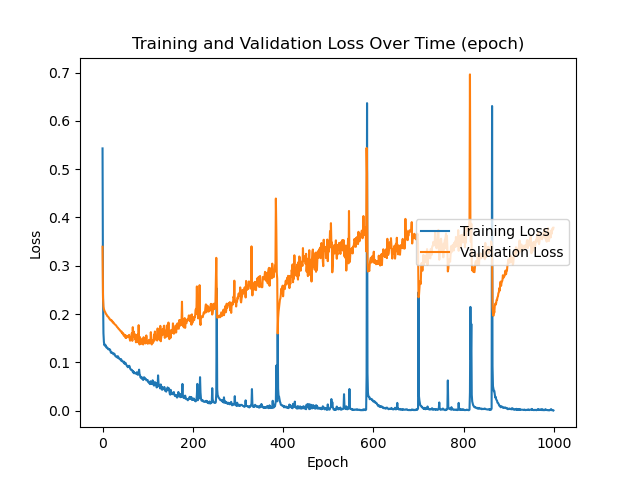 Training and Validation Loss Over Time (epoch)
Loss
0.7
0.6
0.5
0.4
0.3
0.2
0.1
0.0
Training Loss
Validation Loss
0 200 400 600 800 1000
Epoch